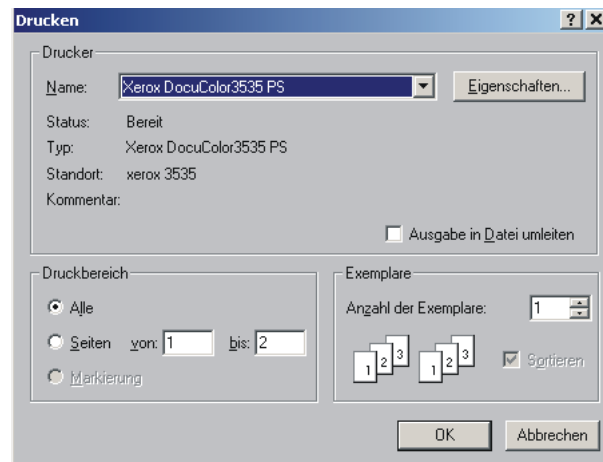 Drucken
Drucker
Name: Xerox DocuColor3535 PS Eigenschaften...
Status: Bereit
Typ: Xerox DocuColor3535 PS
Standort: xerox 3535
Kommentar:
Ausgabe in Datei umleiten
Druckbereich
Alle
Seiten von: 1 bis: 2
Markierung
Exemplare
Anzahl der Exemplare: 1
1 2 3 1 2 3 Sortieren
OK Abbrechen